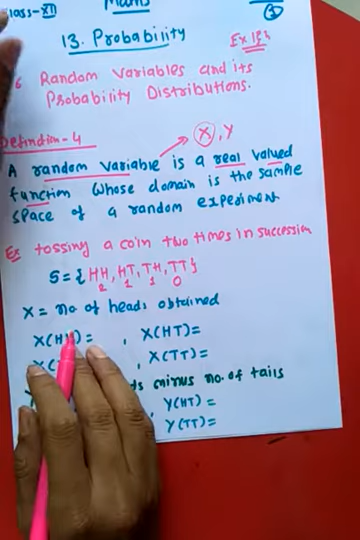 Class-XII Maths
2
13. Probability
Ex 13.4
6 Random Variables and its
Probability Distributions.
Definition-4
X, Y
A random variable is a real valued
function whose domain is the sample
space of a random experiment
Ex tossing a coin two times in succession
S = {HH, HT, TH, TT}
2 1 1 0
X = no. of heads obtained
X(HH) = , X(HT) =
X( , X(TT) =
ds minus no. of tails
, Y(HT) =
Y(TT) =